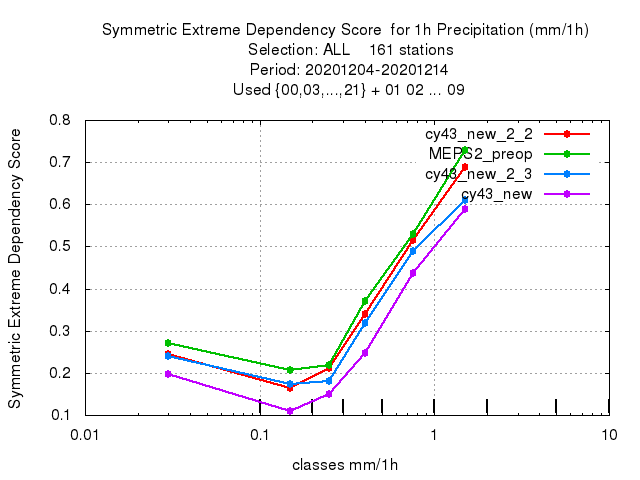 Symmetric Extreme Dependency Score  for 1h Precipitation (mm/1h)
Selection: ALL    161 stations
Period: 20201204-20201214
Used {00,03,...,21} + 01 02 ... 09
Symmetric Extreme Dependency Score
0.8
0.7
0.6
0.5
0.4
0.3
0.2
0.1
cy43_new_2_2
MEPS2_preop
cy43_new_2_3
cy43_new
0.01
0.1
1
10
classes mm/1h